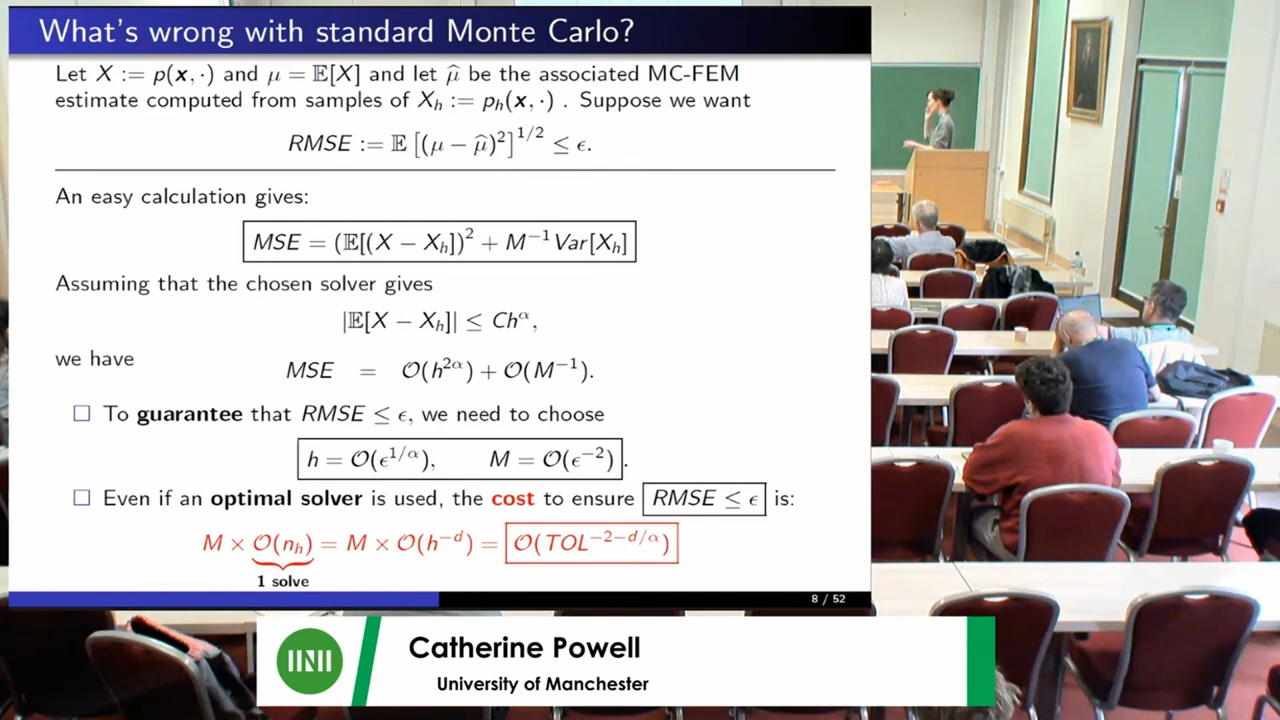 What's wrong with standard Monte Carlo?
Let X := p(x, ·) and μ = 𝔼[X] and let μ̂ be the associated MC-FEM
estimate computed from samples of X_h := p_h(x, ·) . Suppose we want
RMSE := 𝔼 [(μ − μ̂)²]^{1/2} ≤ ϵ.
An easy calculation gives:
MSE = (𝔼[(X − X_h])² + M⁻¹ Var[X_h]
Assuming that the chosen solver gives
|𝔼[X − X_h]| ≤ Ch^α,
we have
MSE = O(h^{2α}) + O(M⁻¹).
To guarantee that RMSE ≤ ϵ, we need to choose
h = O(ϵ^{1/α}), M = O(ϵ⁻²).
Even if an optimal solver is used, the cost to ensure RMSE ≤ ϵ is:
M × O(n_h) = M × O(h^{−d}) = O(TOL^{−2−d/α})
1 solve
8 / 52
Catherine Powell
University of Manchester